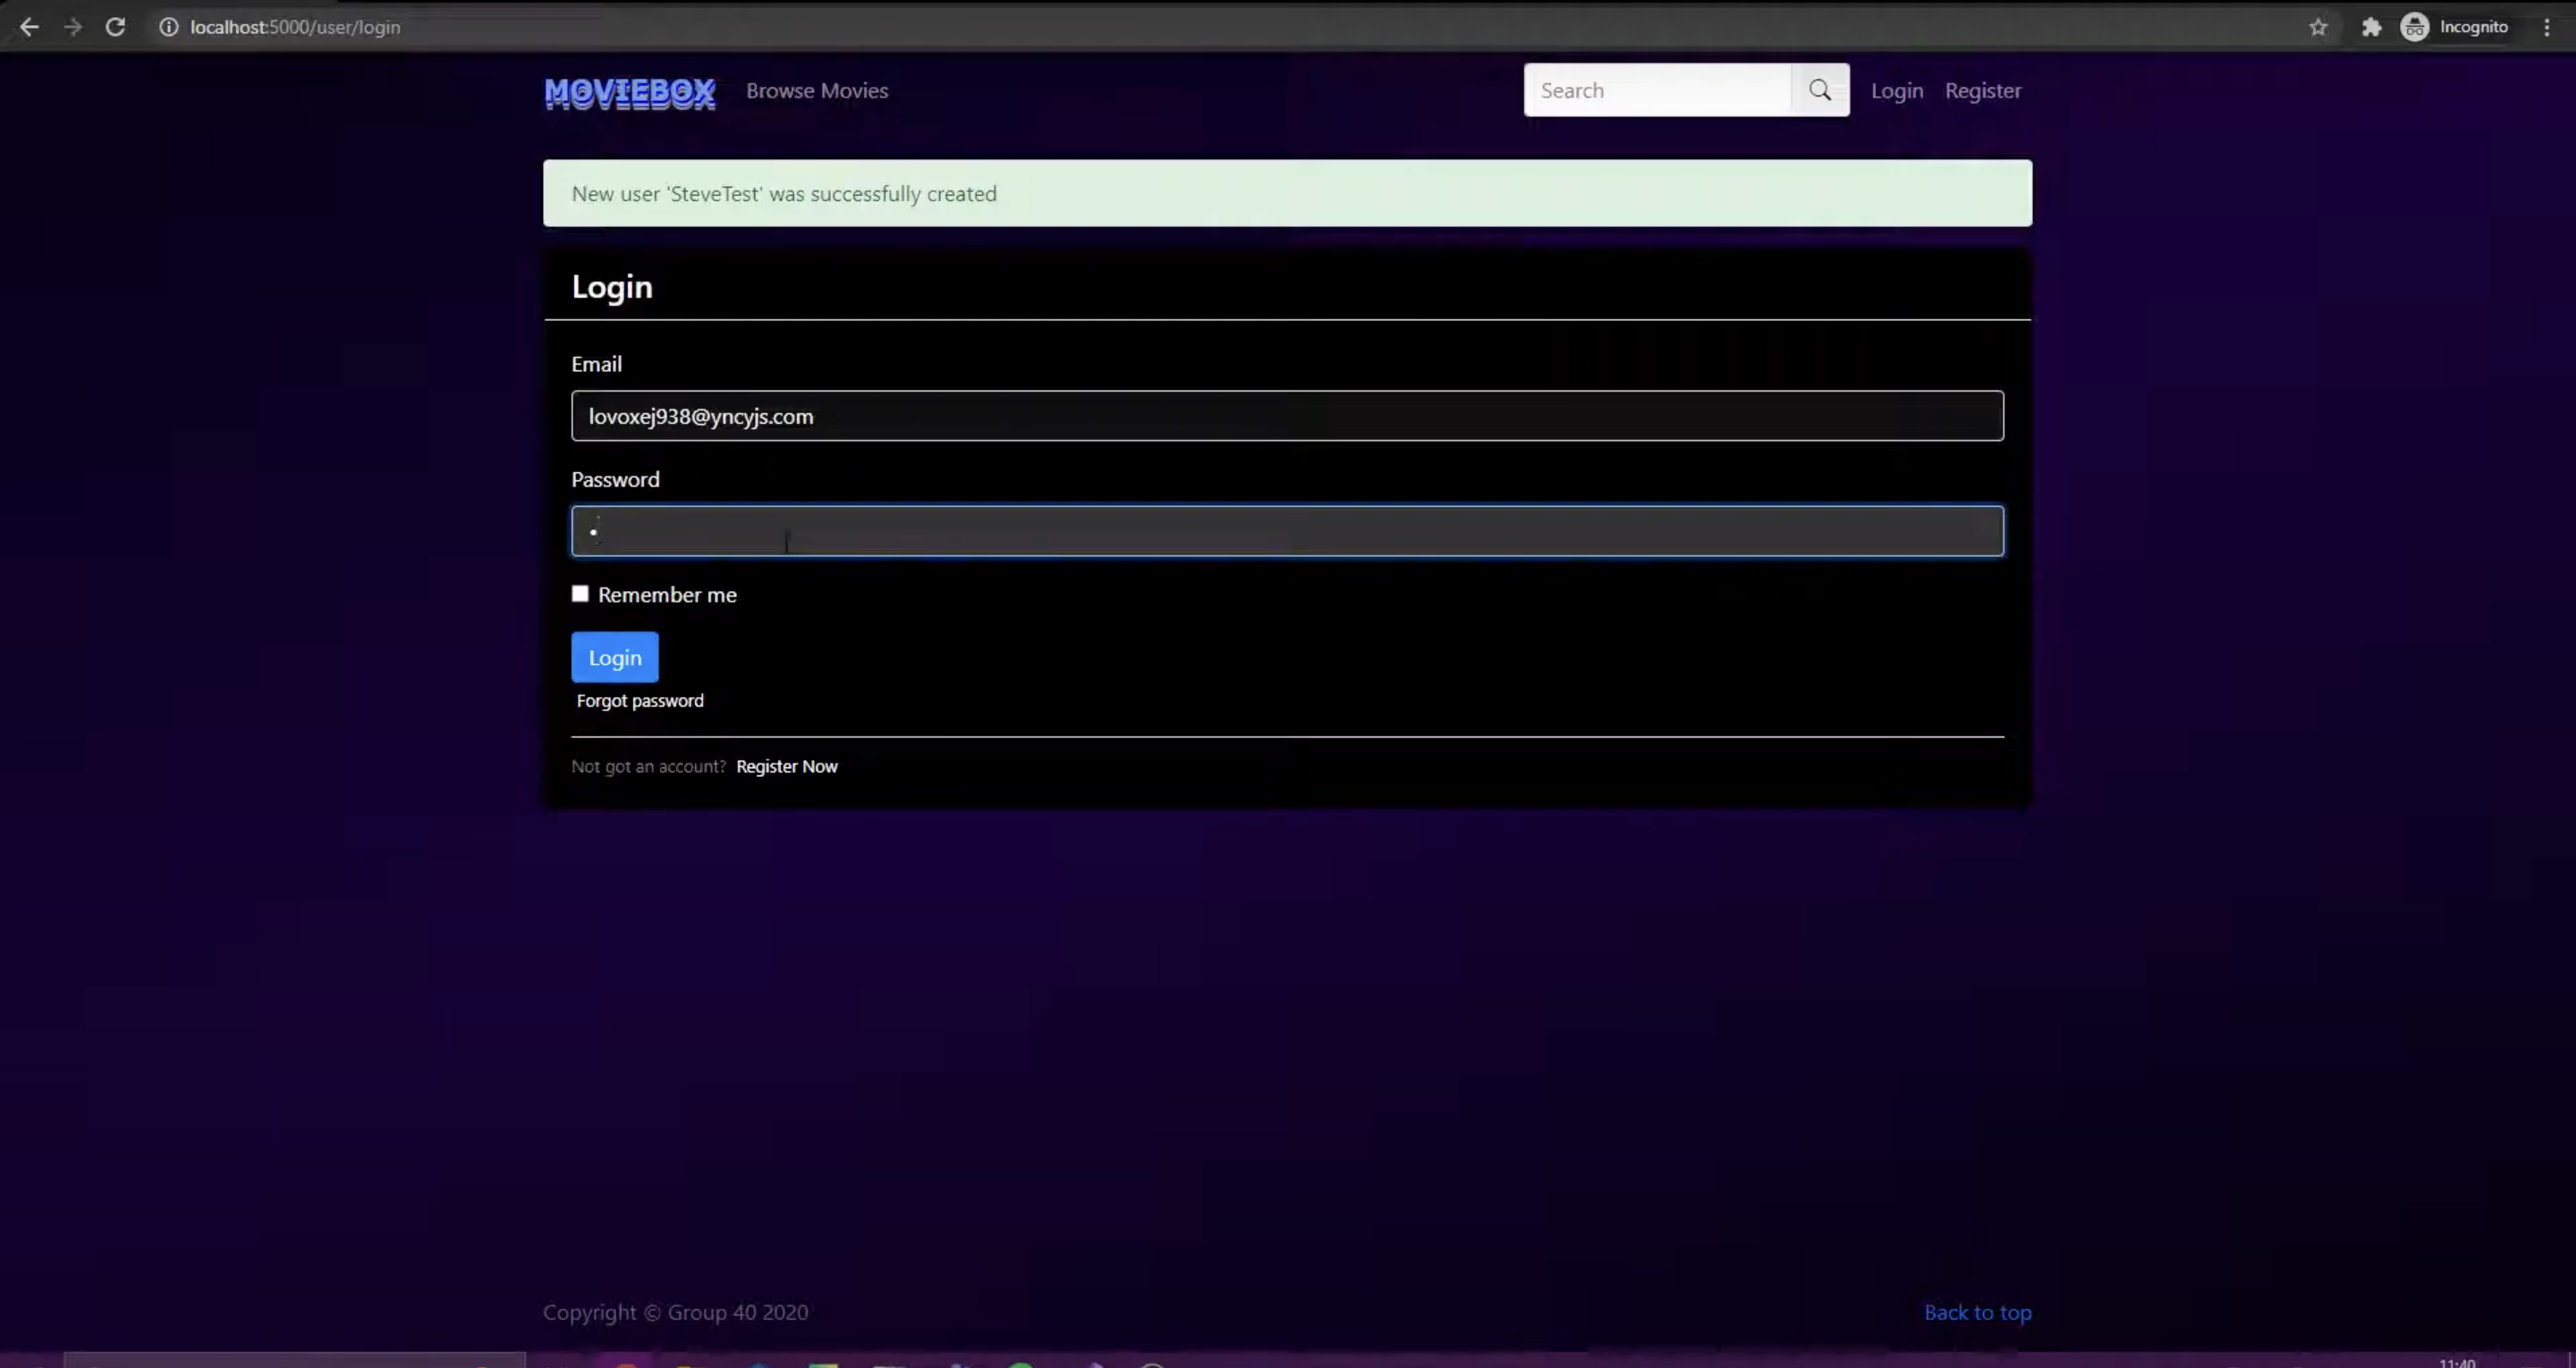 localhost:5000/user/login
Incognito
MOVIEBOX
Browse Movies
Search
Login
Register
New user 'SteveTest' was successfully created
Login
Email
lovoxej938@yncyjs.com
Password
Remember me
Login
Forgot password
Not got an account? Register Now
Copyright © Group 40 2020
Back to top
11:40